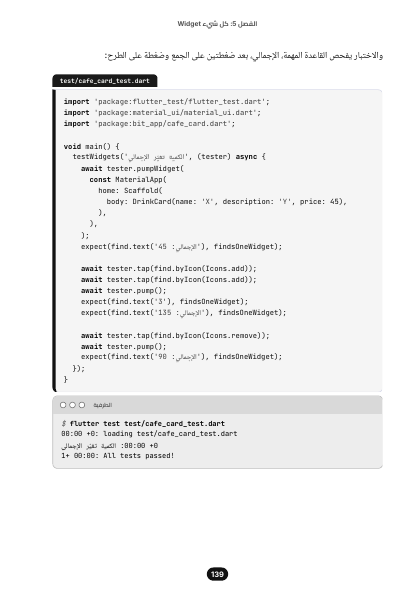 الفصل 5: كل شيء Widget
والاختبار يفحص القاعدة المهمة، الإجمالي, بعد ضغطتين على الجمع وضغطة على الطرح:
test/cafe_card_test.dart
import 'package:flutter_test/flutter_test.dart';
import 'package:material_ui/material_ui.dart';
import 'package:bit_app/cafe_card.dart';
void main() {
testWidgets('الكمية تغيّر الإجمالي', (tester) async {
await tester.pumpWidget(
const MaterialApp(
home: Scaffold(
body: DrinkCard(name: 'X', description: 'Y', price: 45),
),
),
);
expect(find.text('الإجمالي: 45'), findsOneWidget);
await tester.tap(find.byIcon(Icons.add));
await tester.tap(find.byIcon(Icons.add));
await tester.pump();
expect(find.text('3'), findsOneWidget);
expect(find.text('الإجمالي: 135'), findsOneWidget);
await tester.tap(find.byIcon(Icons.remove));
await tester.pump();
expect(find.text('الإجمالي: 90'), findsOneWidget);
});
}
الطرفية
$ flutter test test/cafe_card_test.dart
00:00 +0: loading test/cafe_card_test.dart
00:00 +0: الكمية تغيّر الإجمالي
1+ 00:00: All tests passed!
139